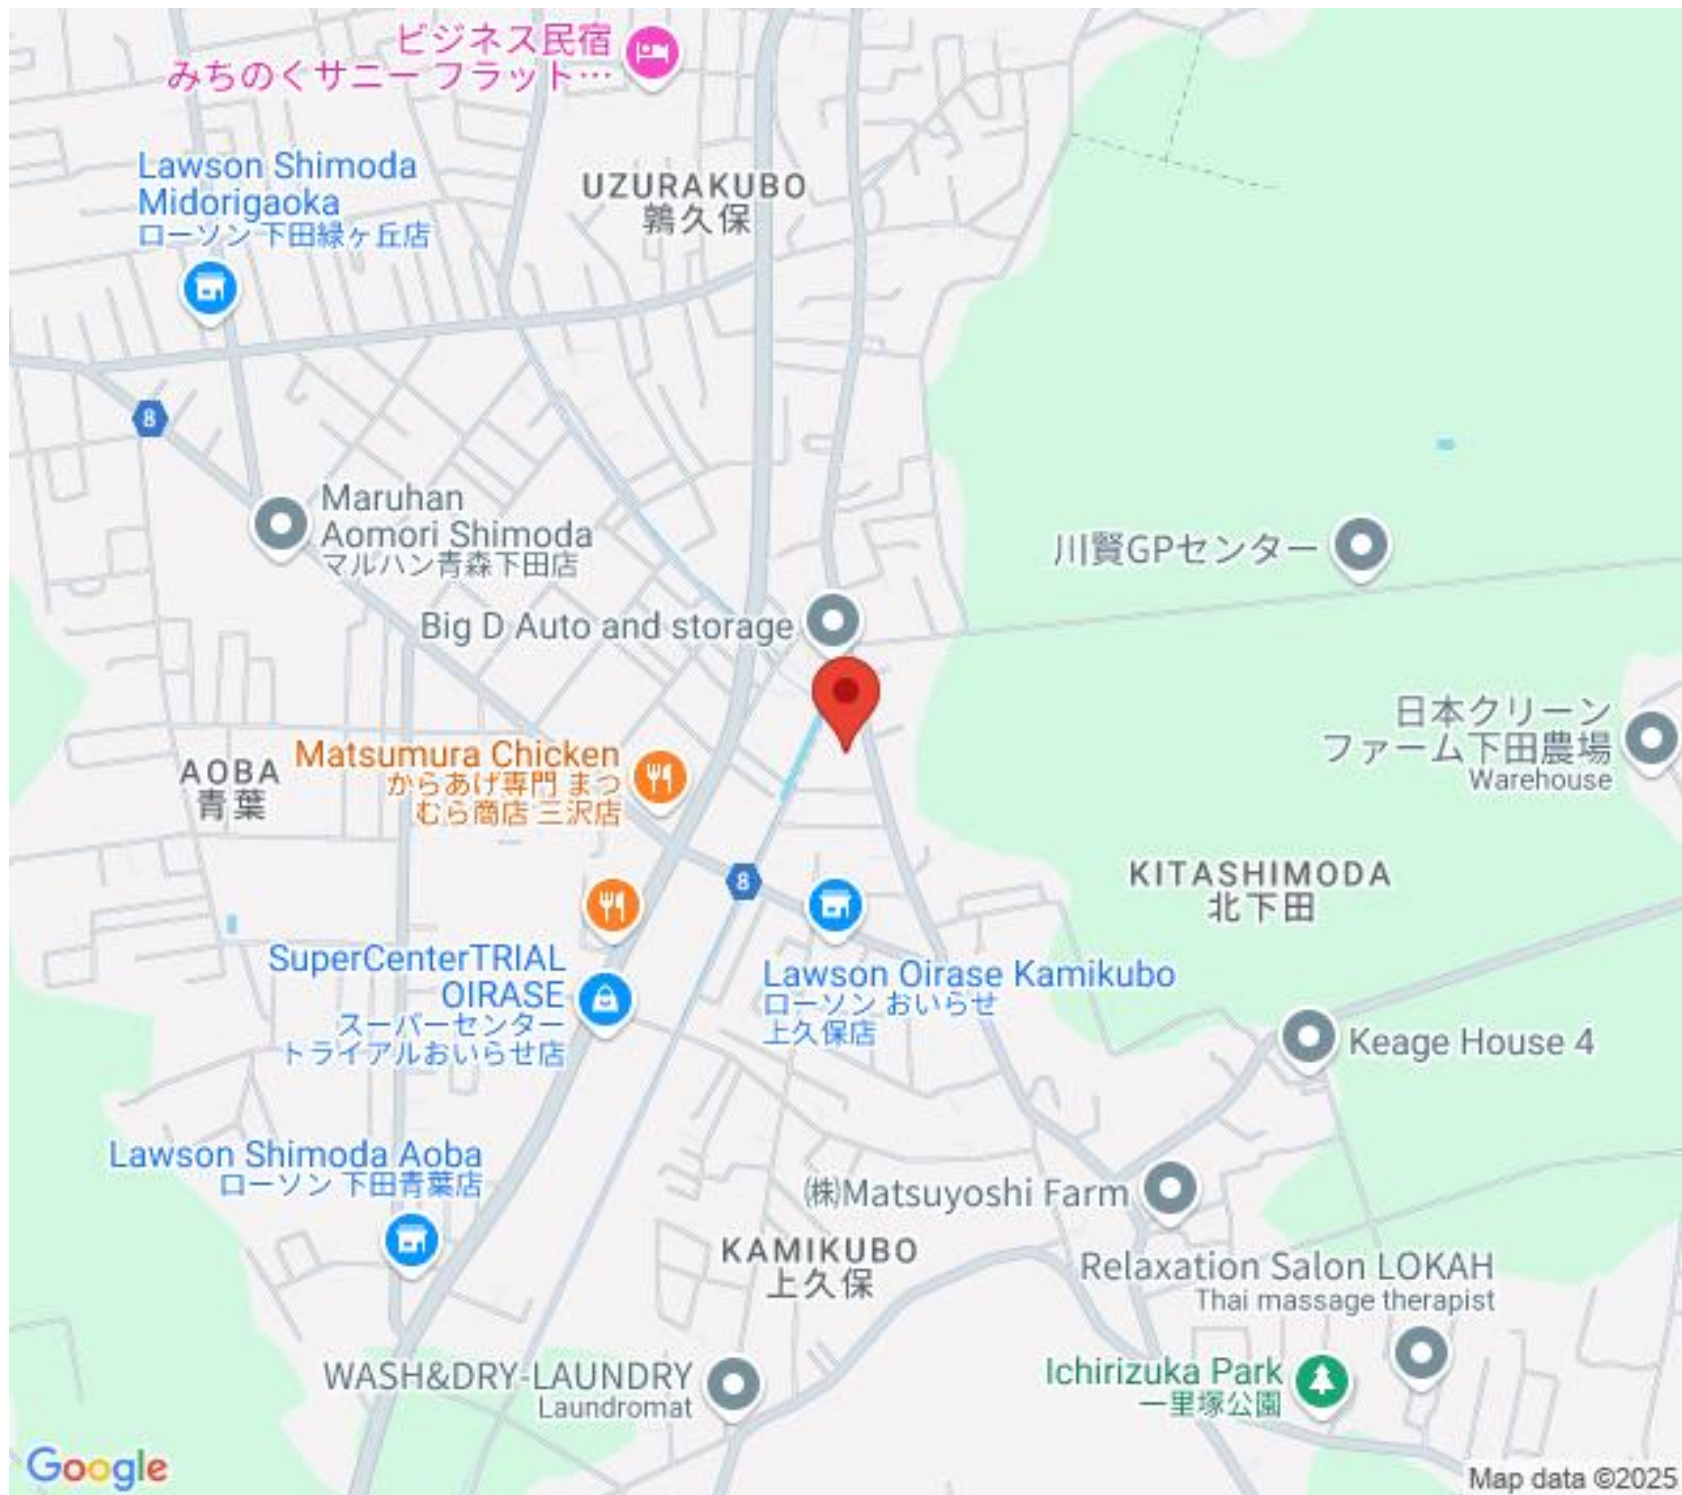 ビジネス民宿
みちのくサニー フラット…
Lawson Shimoda
Midorigaoka
ローソン 下田緑ヶ丘店
UZURAKUBO
鶉久保
8
Maruhan
Aomori Shimoda
マルハン青森下田店
川賢GPセンター
Big D Auto and storage
日本クリーン
ファーム下田農場
Warehouse
AOBA
青葉
Matsumura Chicken
からあげ専門 まつ
むら商店 三沢店
8
KITASHIMODA
北下田
SuperCenterTRIAL
OIRASE
スーパーセンター
トライアルおいらせ店
Lawson Oirase Kamikubo
ローソン おいらせ
上久保店
Keage House 4
Lawson Shimoda Aoba
ローソン 下田青葉店
㈱Matsuyoshi Farm
KAMIKUBO
上久保
Relaxation Salon LOKAH
Thai massage therapist
WASH&DRY-LAUNDRY
Laundromat
Ichirizuka Park
一里塚公園
Google
Map data ©2025